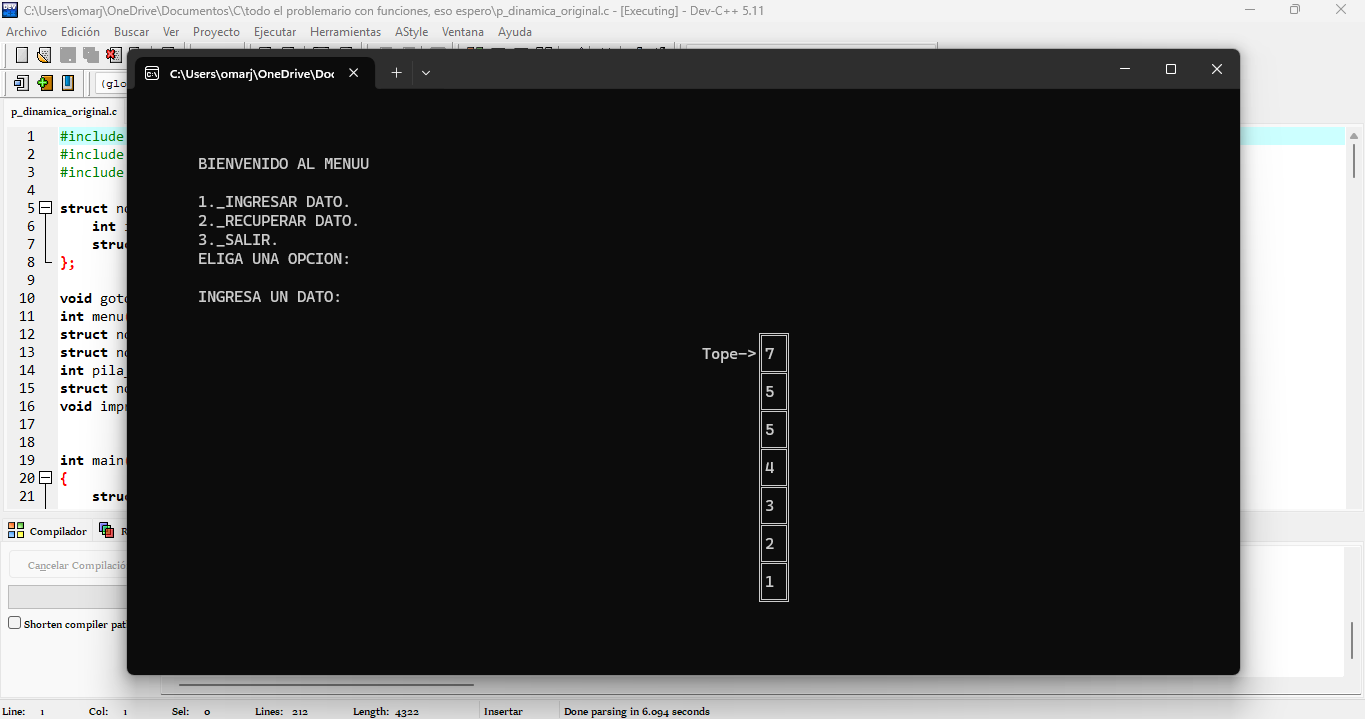 C:\Users\omarj\OneDrive\Documentos\C\todo el problemario con funciones, eso espero\p_dinamica_original.c - [Executing] - Dev-C++ 5.11
Archivo Edición Buscar Ver Proyecto Ejecutar Herramientas AStyle Ventana Ayuda
C:\Users\omarj\OneDrive\Doc
(glo
p_dinamica_original.c
1 #include
2 #include
3 #include
4
5 struct no
6 int
7 stru
8 };
9
10 void goto
11 int menu(
12 struct no
13 struct no
14 int pila_
15 struct no
16 void impr
17
18
19 int main(
20 {
21 stru
BIENVENIDO AL MENUU
1._INGRESAR DATO.
2._RECUPERAR DATO.
3._SALIR.
ELIGA UNA OPCION:
INGRESA UN DATO:
Tope-> 7
5
5
4
3
2
1
Compilador R
Cancelar Compilació
Shorten compiler pat
Line: 1 Col: 1 Sel: 0 Lines: 212 Length: 4322 Insertar Done parsing in 6.094 seconds